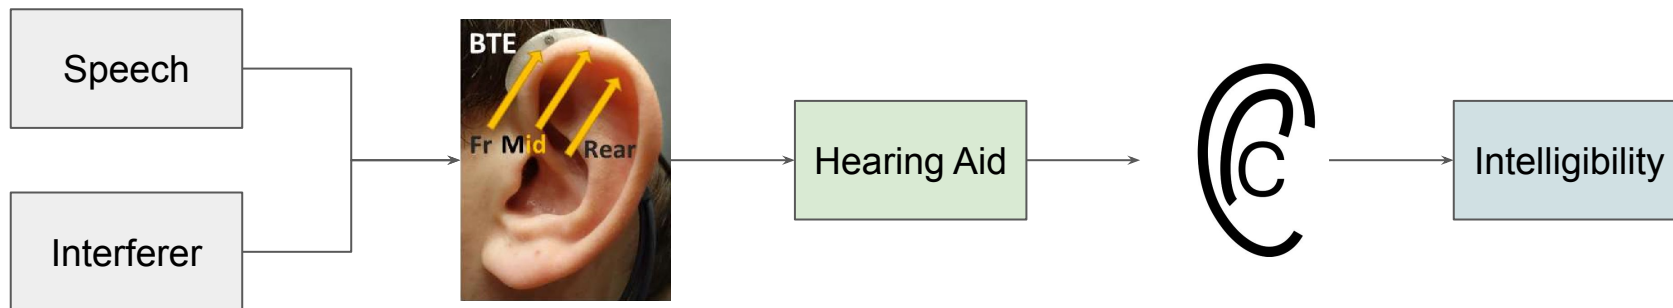 Speech
Interferer
BTE
Fr Mid Rear
Hearing Aid
C
Intelligibility